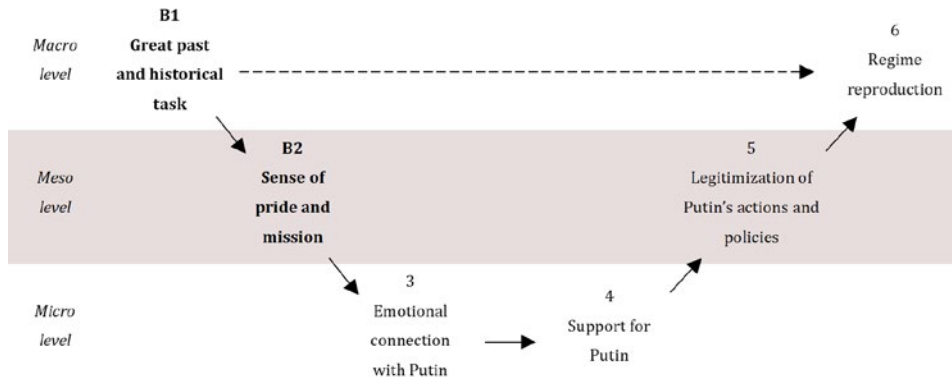 B1
Great past
and historical
task
Macro
level
6
Regime
reproduction
B2
Sense of
pride and
mission
Meso
level
5
Legitimization of
Putin's actions and
policies
3
Emotional
connection
with Putin
Micro
level
4
Support for
Putin